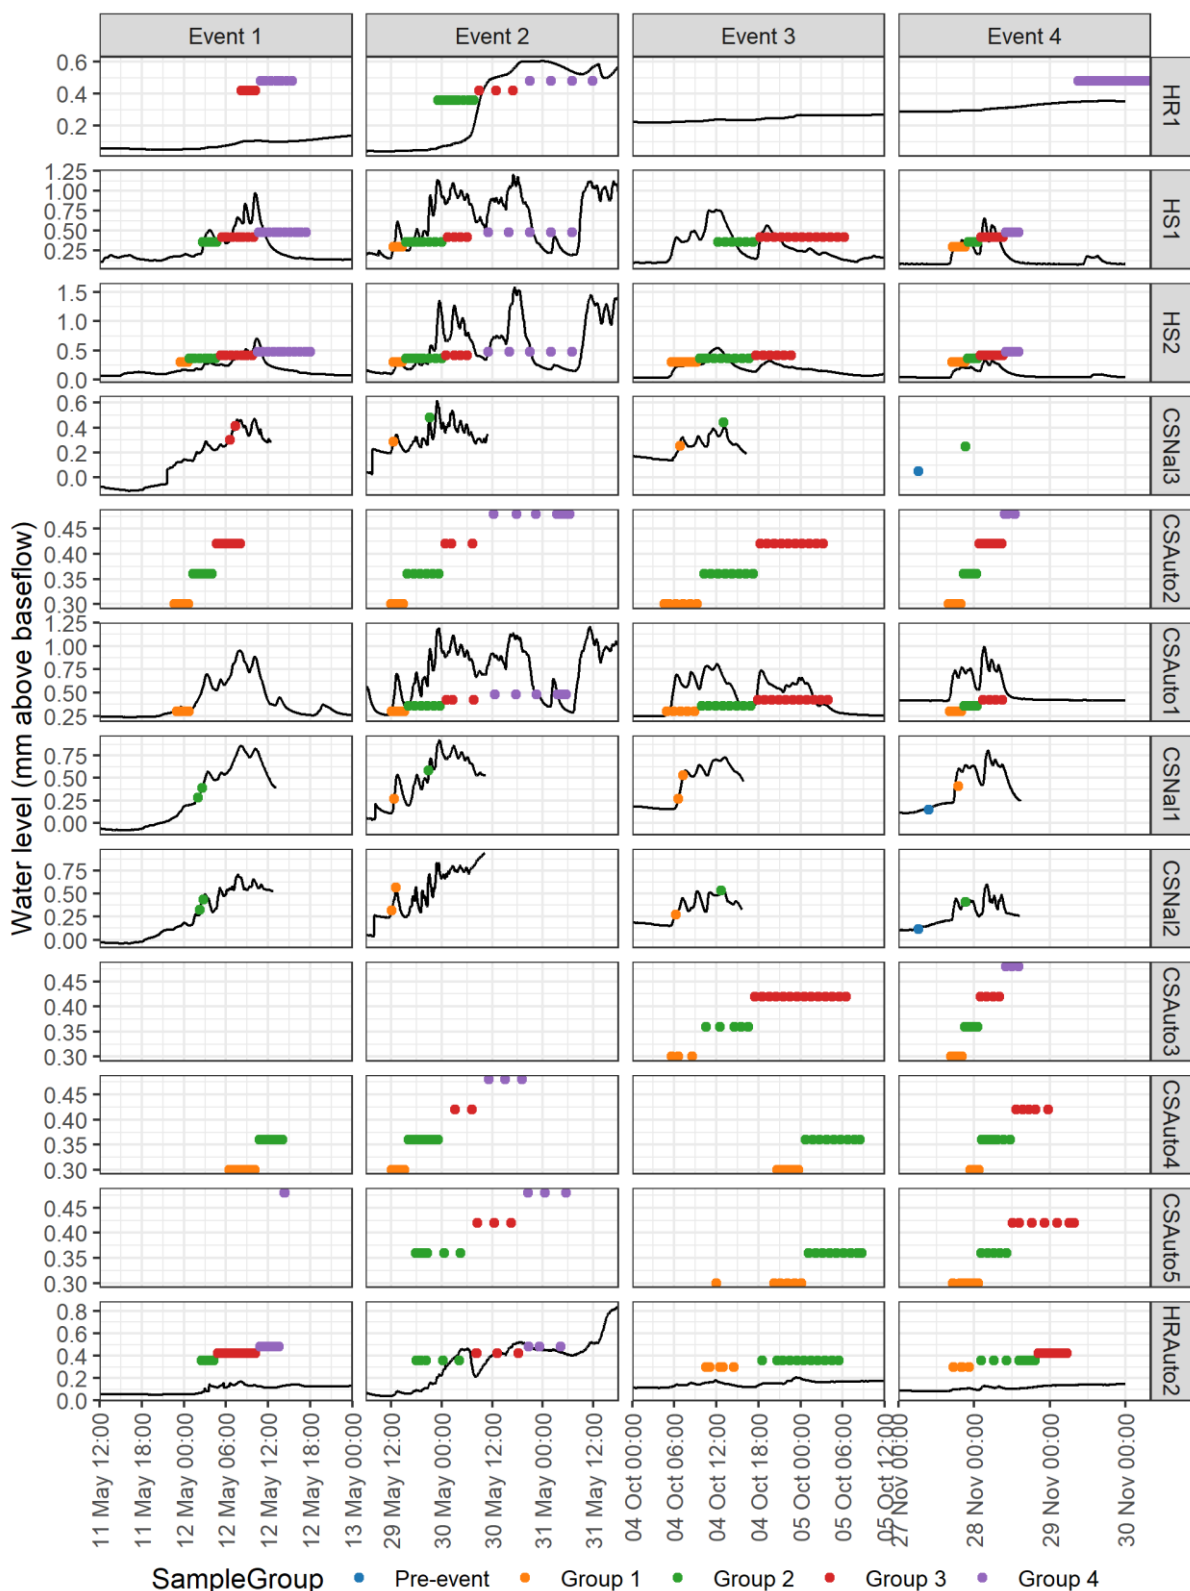 Event 1 Event 2 Event 3 Event 4
Water level (mm above baseflow)
0.6
0.4
0.2
HR1
1.25
1.00
0.75
0.50
0.25
HS1
1.5
1.0
0.5
0.0
HS2
0.6
0.4
0.2
0.0
CSNal3
0.45
0.40
0.35
0.30
CSAuto2
1.25
1.00
0.75
0.50
0.25
CSAuto1
0.75
0.50
0.25
0.00
CSNal1
0.75
0.50
0.25
0.00
CSNal2
0.45
0.40
0.35
0.30
CSAuto3
0.45
0.40
0.35
0.30
CSAuto4
0.45
0.40
0.35
0.30
CSAuto5
0.8
0.6
0.4
0.2
0.0
HRAuto2
11 May 12:00
11 May 18:00
12 May 00:00
12 May 06:00
12 May 12:00
12 May 18:00
13 May 00:00
29 May 12:00
30 May 00:00
30 May 12:00
31 May 00:00
31 May 12:00
04 Oct 00:00
04 Oct 06:00
04 Oct 12:00
04 Oct 18:00
05 Oct 00:00
05 Oct 06:00
05 Oct 12:00
27 Nov 00:00
28 Nov 00:00
29 Nov 00:00
30 Nov 00:00
SampleGroup Pre-event Group 1 Group 2 Group 3 Group 4